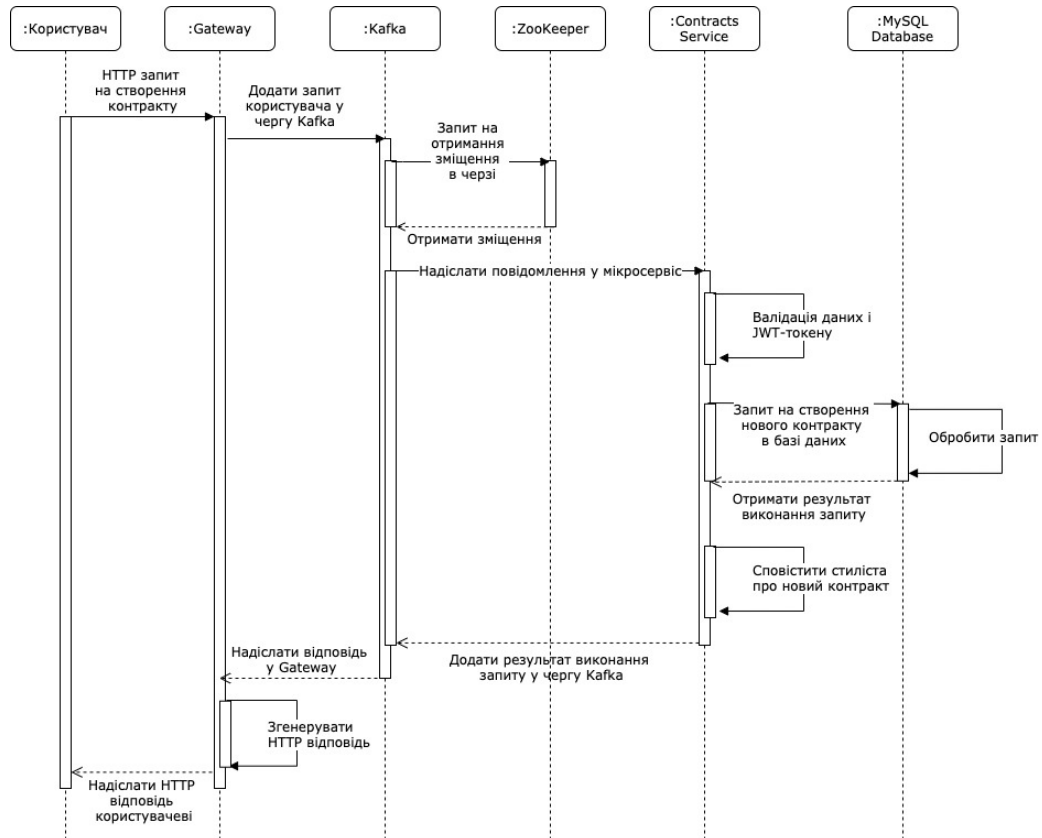 :Користувач
:Gateway
:Kafka
:ZooKeeper
:Contracts
Service
:MySQL
Database
HTTP запит
на створення
контракту
Додати запит
користувача у
чергу Kafka
Запит на
отримання
зміщення
в черзі
Отримати зміщення
Надіслати повідомлення у мікросервіс
Валідація даних і
JWT-токену
Запит на створення
нового контракту
в базі даних
Обробити запит
Отримати результат
виконання запиту
Сповістити стиліста
про новий контракт
Додати результат виконання
запиту у чергу Kafka
Надіслати відповідь
у Gateway
Згенерувати
HTTP відповідь
Надіслати HTTP
відповідь
користувачеві